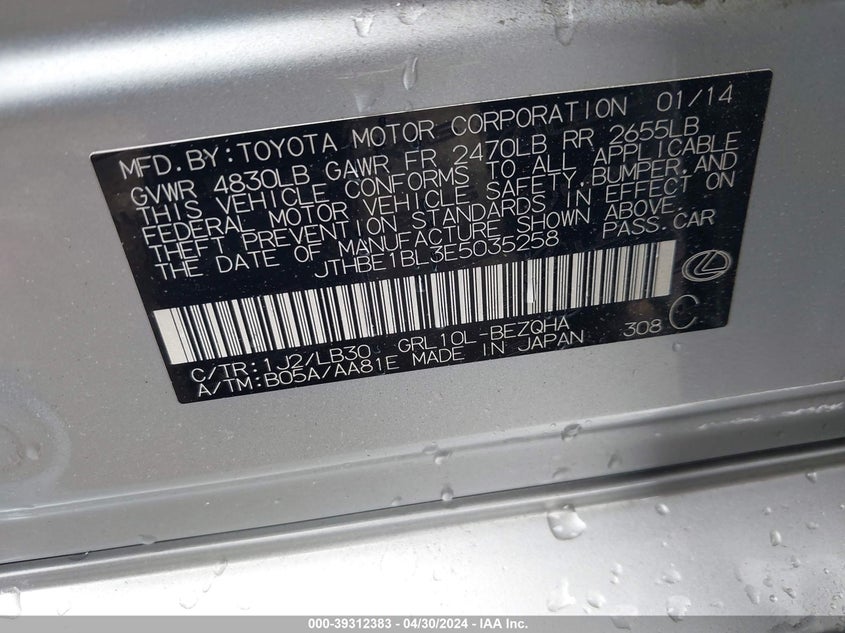 MFD.BY:TOYOTA MOTOR CORPORATION 01/14
GVWR 4830LB GAWR FR 2470LB RR 2655LB
THIS VEHICLE CONFORMS TO ALL APPLICABLE
FEDERAL MOTOR VEHICLE SAFETY,BUMPER,AND
THEFT PREVENTION STANDARDS IN EFFECT ON
THE DATE OF MANUFACTURE SHOWN ABOVE.
JTHBE1BL3E5035258 PASS.CAR
C/TR:1J2/LB30 GRL10L-BEZQHA 308 C
A/TM:B05A/AA81E MADE IN JAPAN
000-39312383 - 04/30/2024 - IAA Inc.